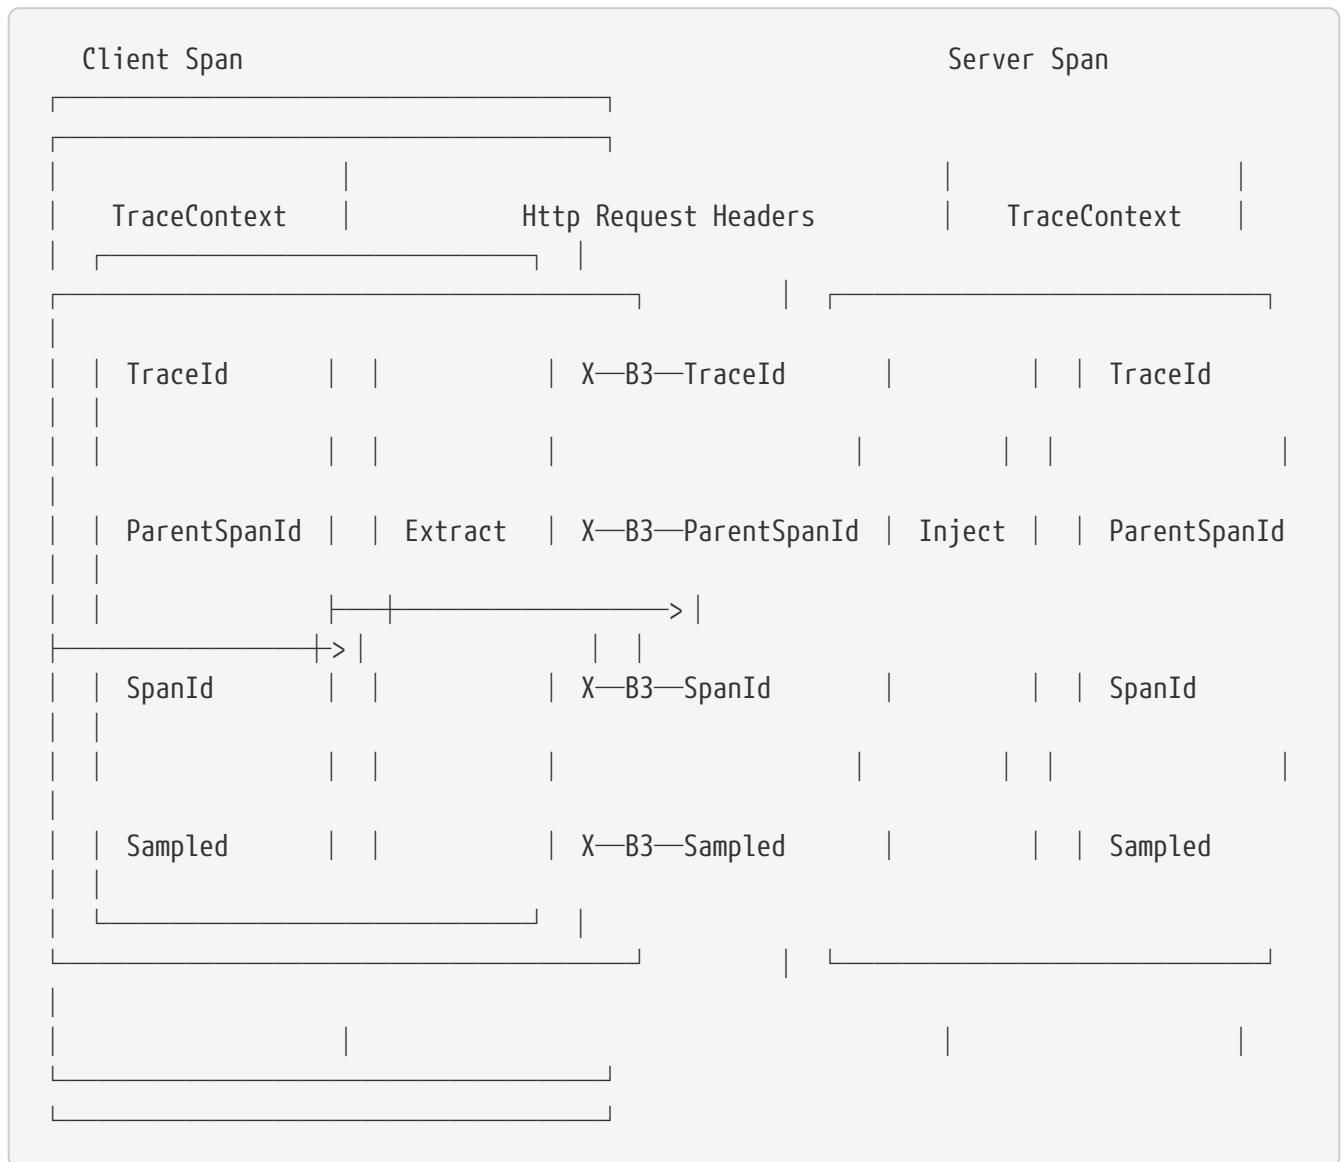 Client Span Server Span
TraceContext Http Request Headers TraceContext
TraceId X─B3─TraceId TraceId
ParentSpanId Extract X─B3─ParentSpanId Inject ParentSpanId
SpanId X─B3─SpanId SpanId
Sampled X─B3─Sampled Sampled